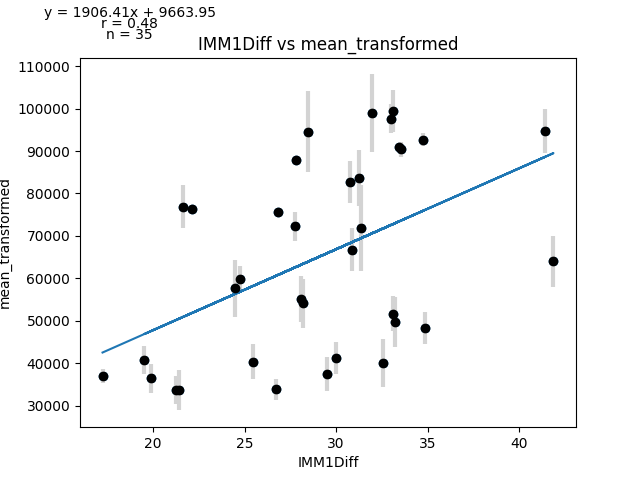 y = 1906.41x + 9663.95
r = 0.48
n = 35
IMM1Diff vs mean_transformed
110000
100000
90000
80000
70000
60000
50000
40000
30000
mean_transformed
20
25
30
35
40
IMM1Diff